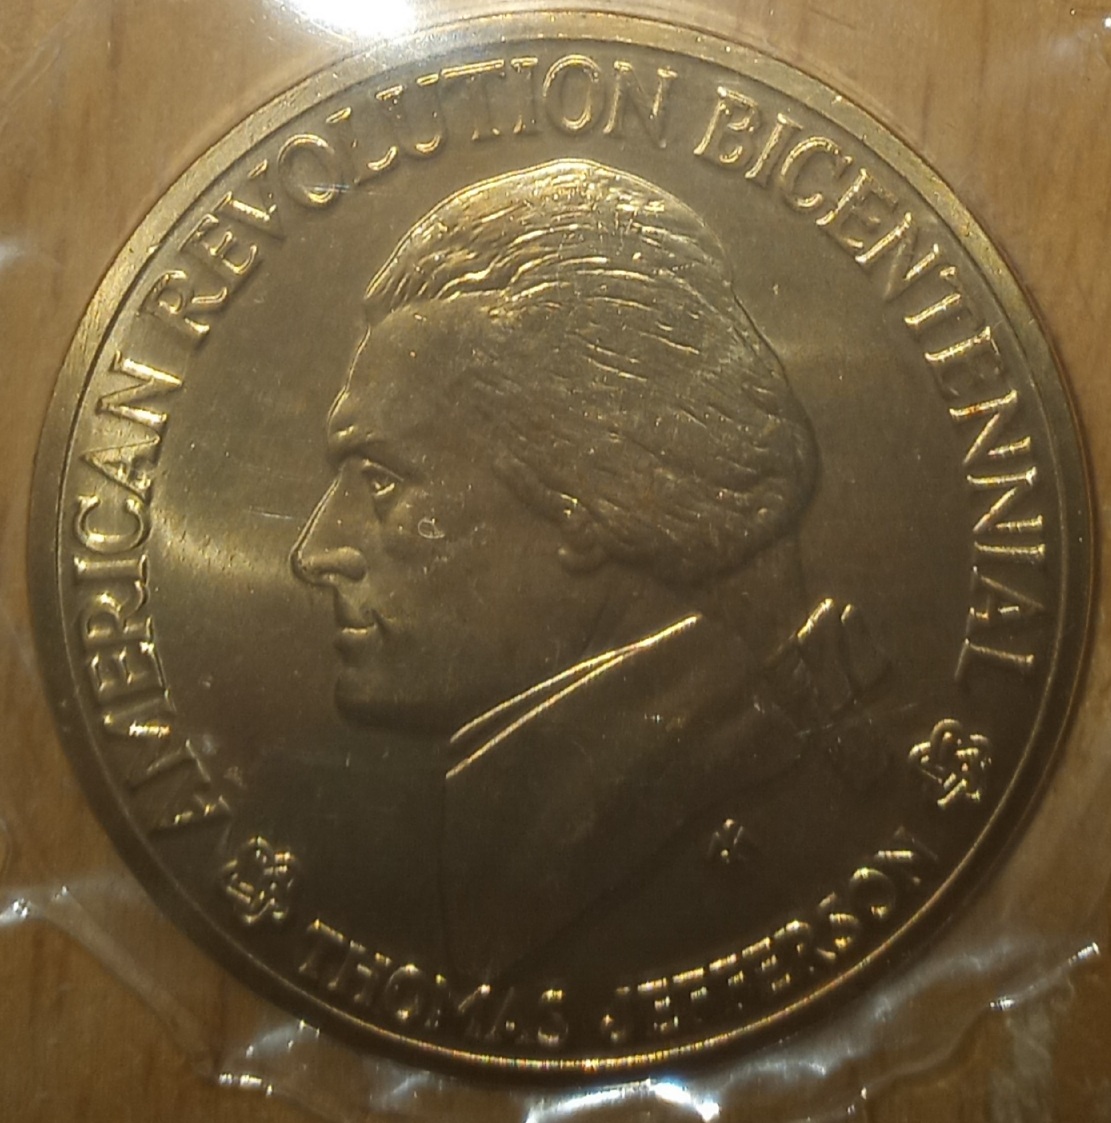 AMERICAN REVOLUTION BICENTENNIAL
THOMAS JEFFERSON